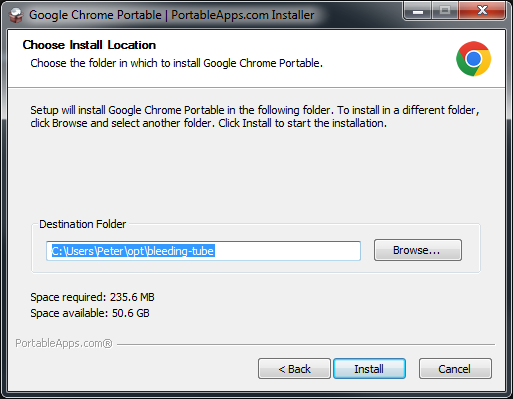 Google Chrome Portable | PortableApps.com Installer
Choose Install Location
Choose the folder in which to install Google Chrome Portable.
Setup will install Google Chrome Portable in the following folder. To install in a different folder,
click Browse and select another folder. Click Install to start the installation.
Destination Folder
C:\Users\Peter\opt\bleeding-tube
Browse...
Space required: 235.6 MB
Space available: 50.6 GB
PortableApps.com®
< Back
Install
Cancel